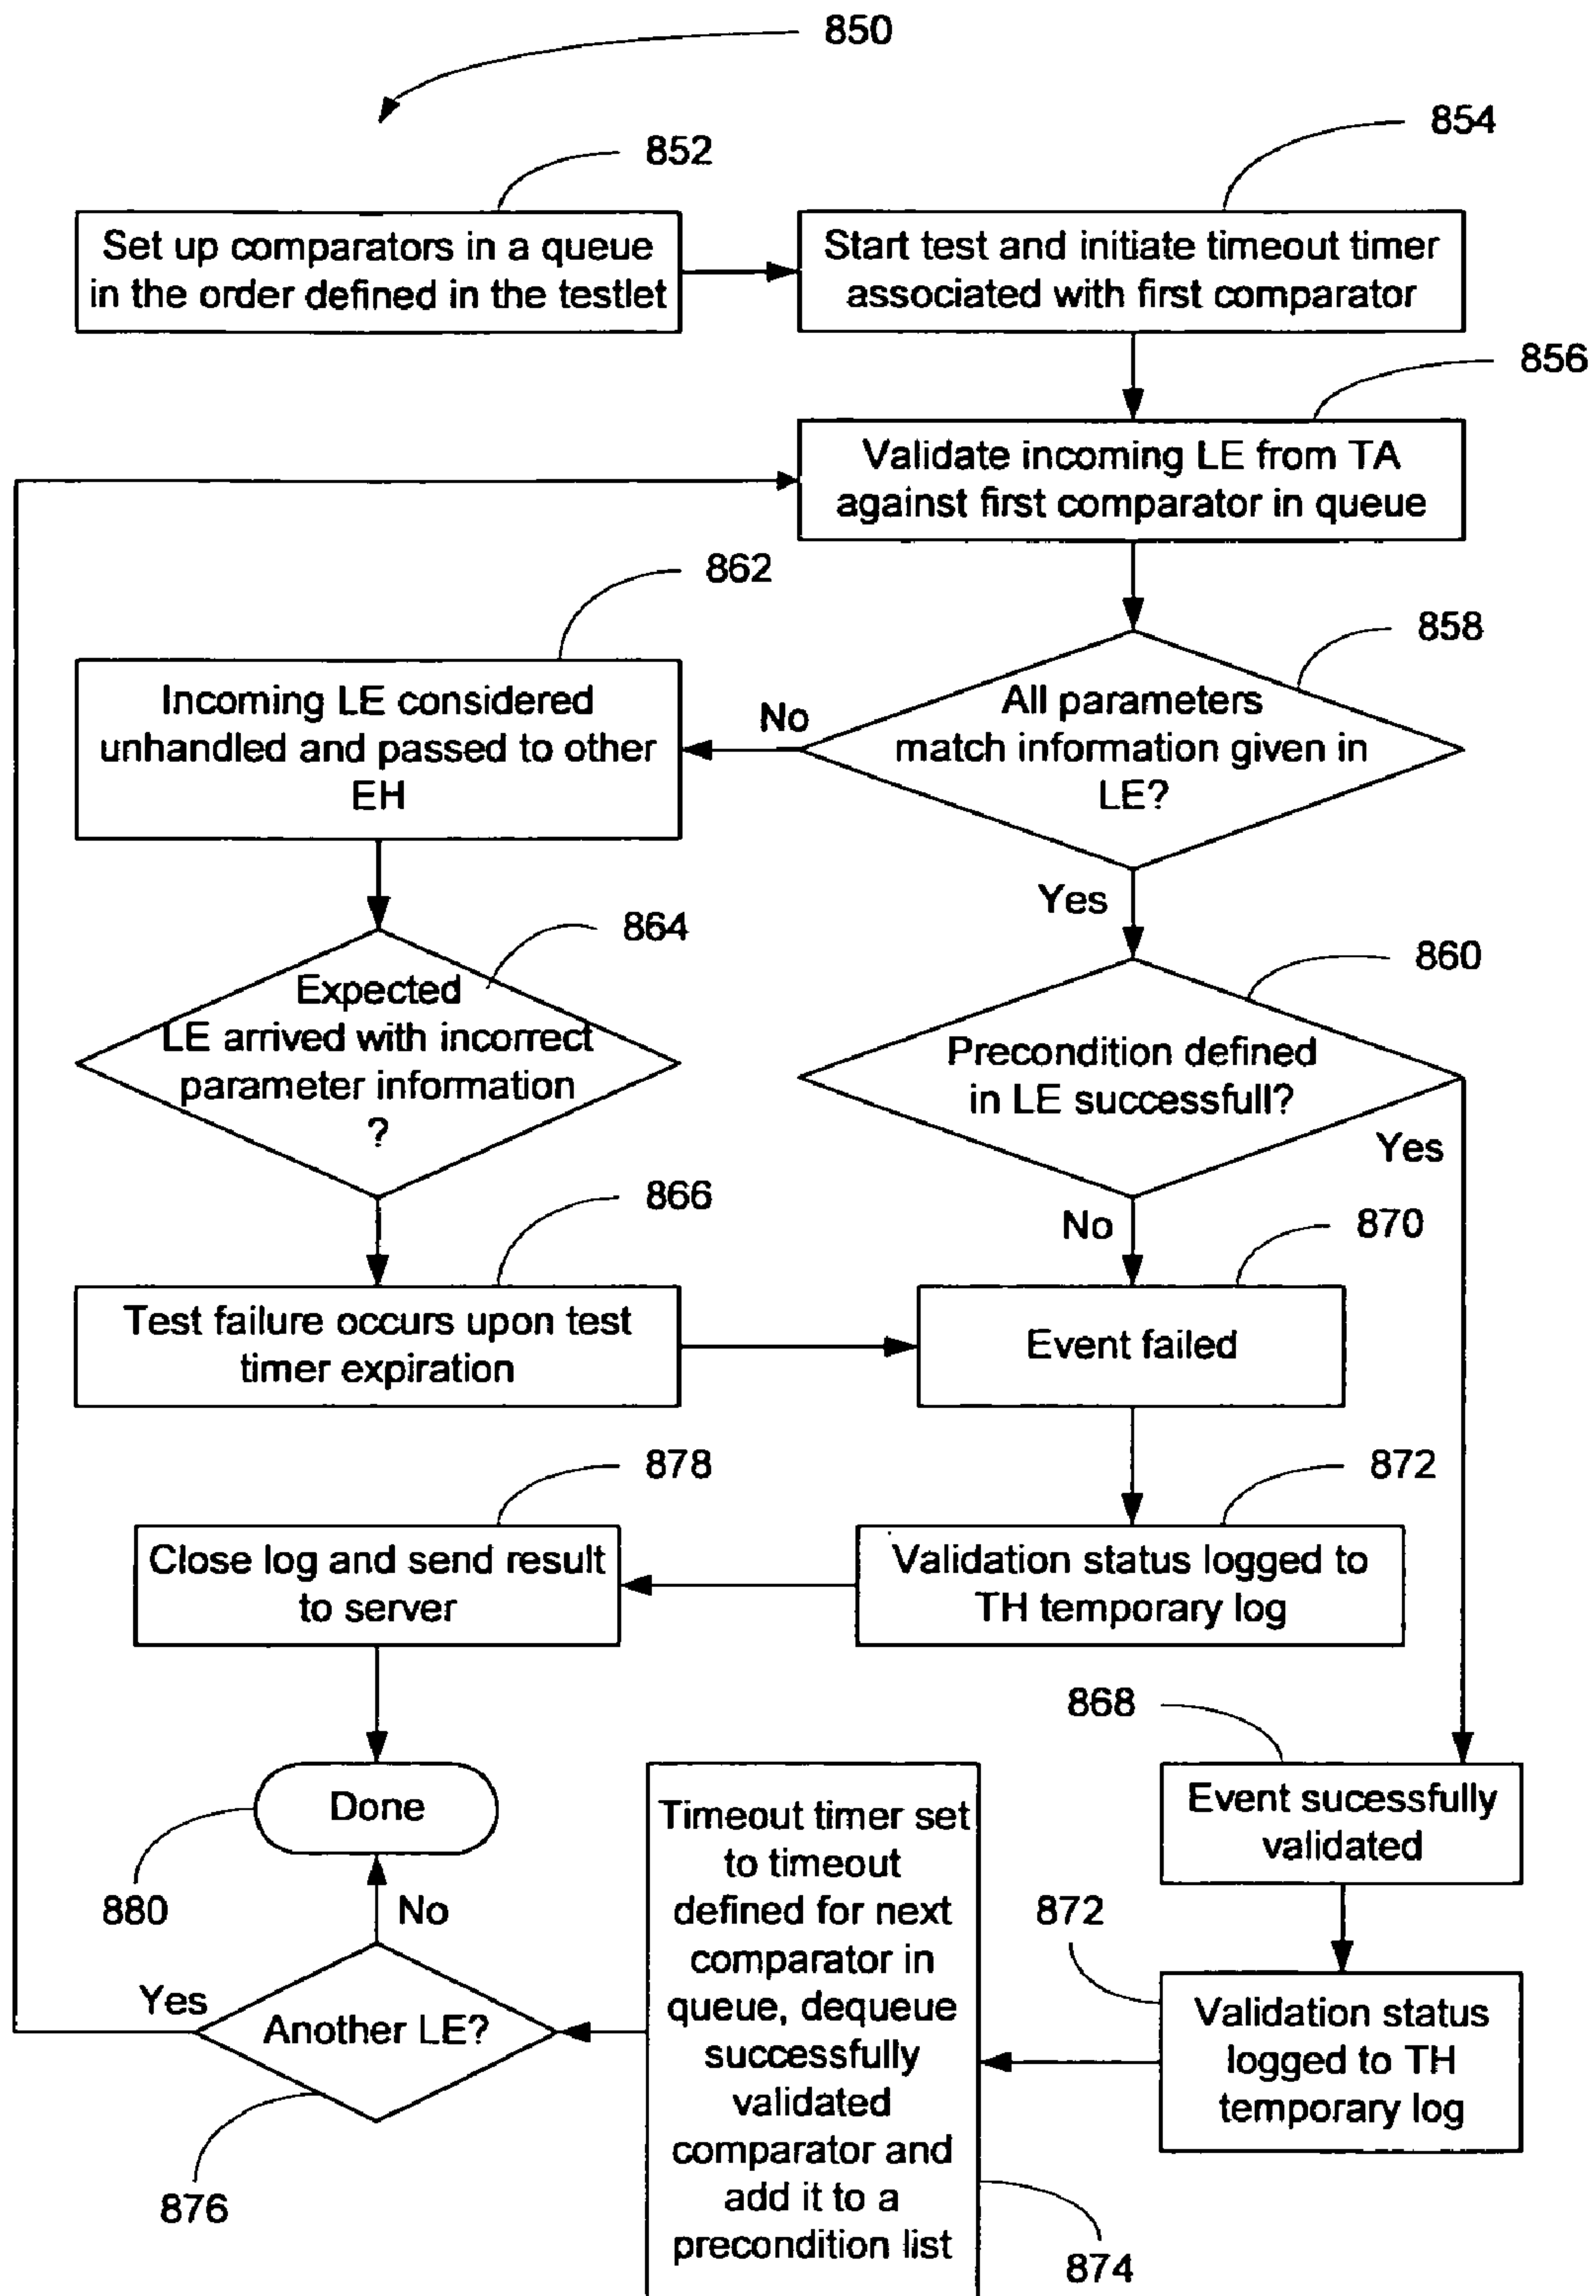 850
852
854
Set up comparators in a queue
in the order defined in the testlet
Start test and initiate timeout timer
associated with first comparator
856
Validate incoming LE from TA
against first comparator in queue
862
858
Incoming LE considered
unhandled and passed to other
EH
No
All parameters
match information given in
LE?
Yes
864
860
Expected
LE arrived with incorrect
parameter information
?
Precondition defined
in LE successfull?
Yes
866
No
870
Test failure occurs upon test
timer expiration
Event failed
878
872
Close log and send result
to server
Validation status logged to
TH temporary log
868
Done
880
No
Timeout timer set
to timeout
defined for next
comparator in
queue, dequeue
successfully
validated
comparator and
add it to a
precondition list
Event sucessfully
validated
872
Yes
Another LE?
Validation status
logged to TH
temporary log
876
874